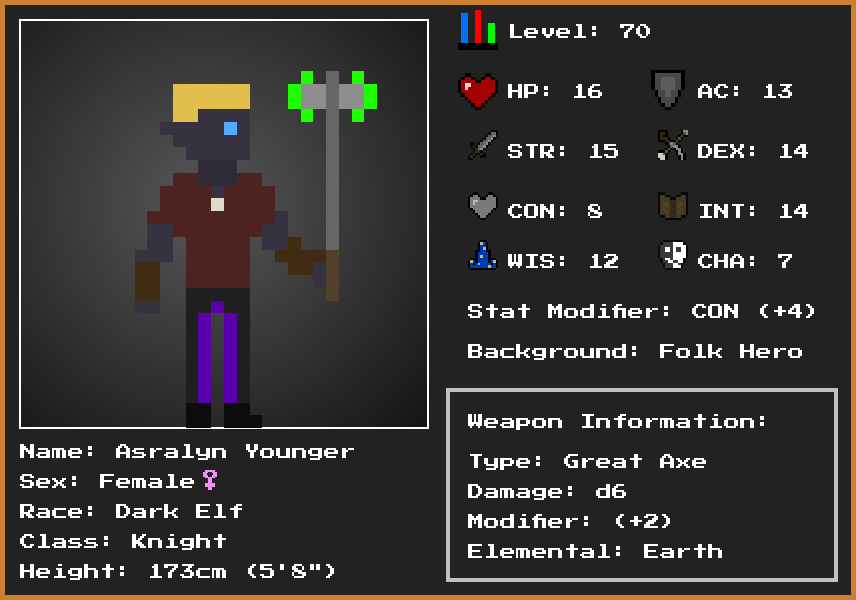 Level: 70
HP: 16
AC: 13
STR: 15
DEX: 14
CON: 8
INT: 14
WIS: 12
CHA: 7
Stat Modifier: CON (+4)
Background: Folk Hero
Weapon Information:
Type: Great Axe
Damage: d6
Modifier: (+2)
Elemental: Earth
Name: Asralyn Younger
Sex: Female♀
Race: Dark Elf
Class: Knight
Height: 173cm (5'8")